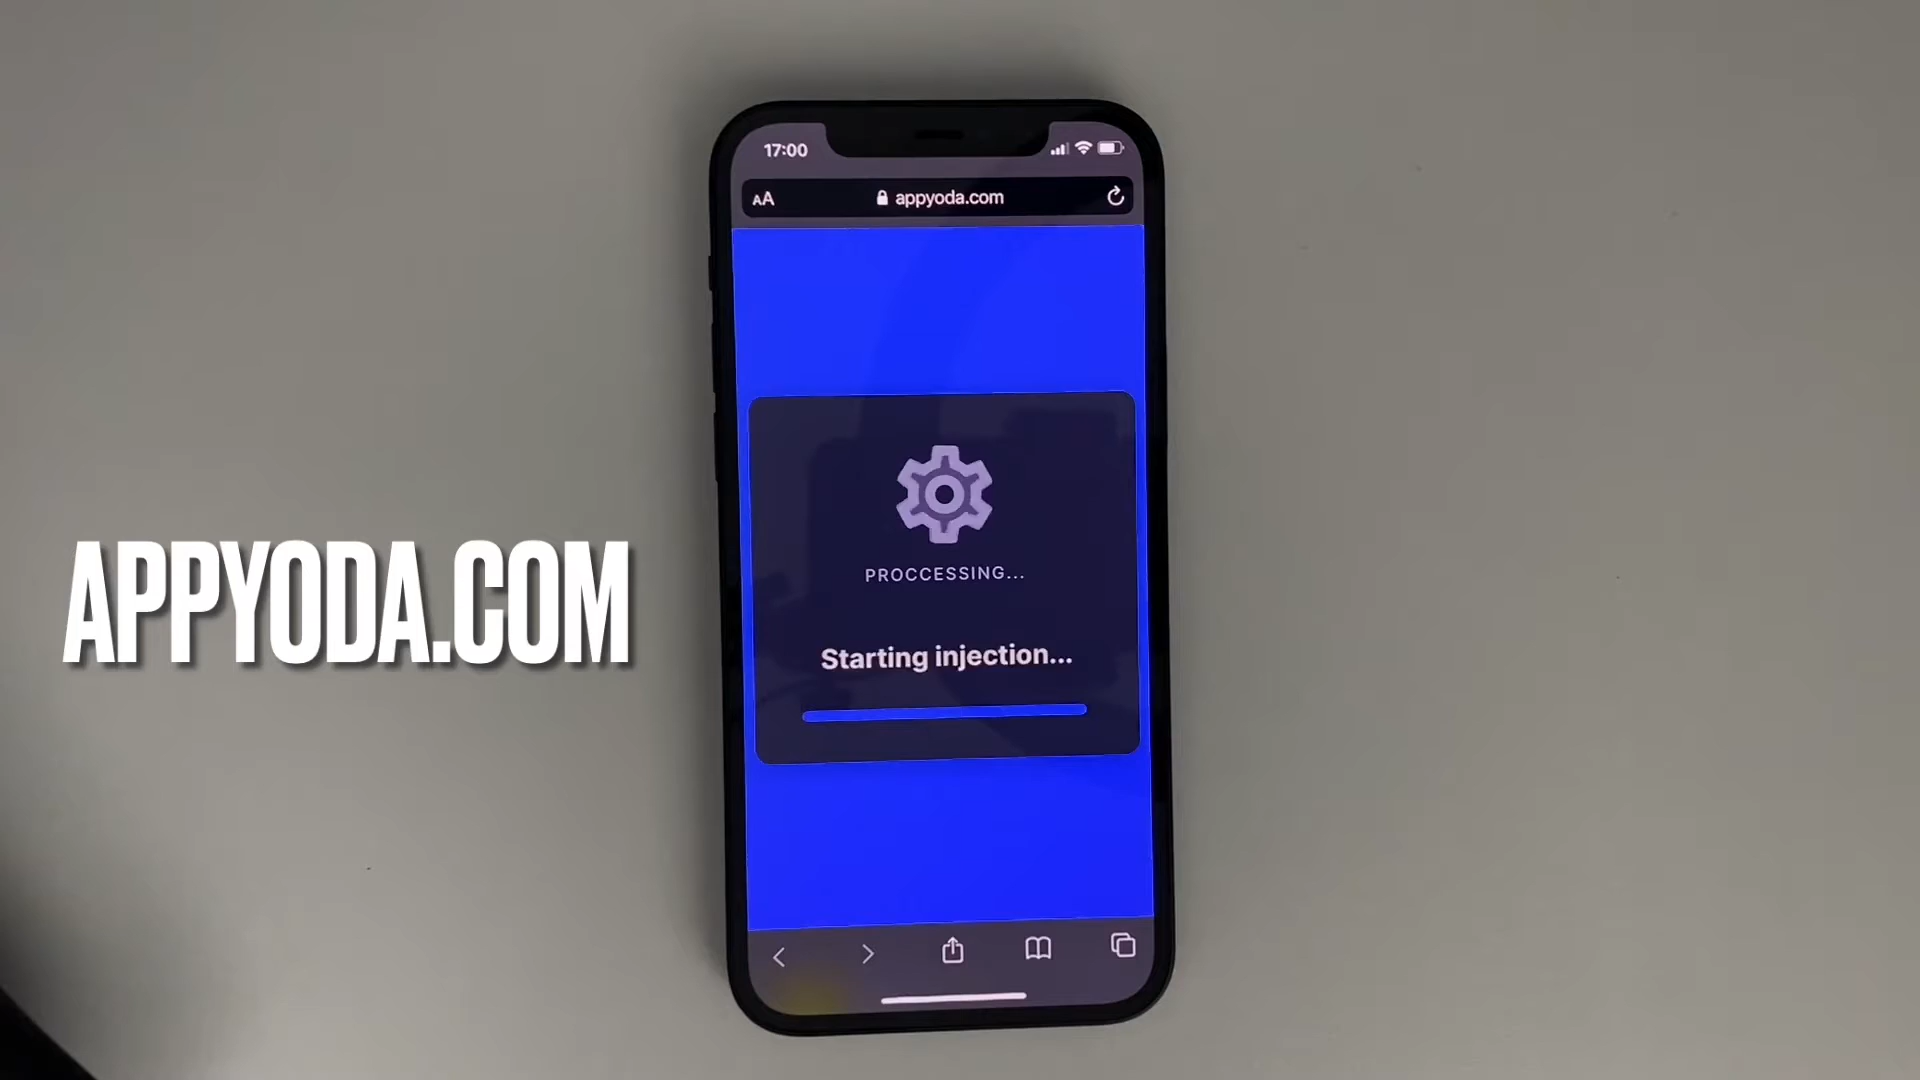 17:00
AA appyoda.com
PROCCESSING...
Starting injection...
APPYODA.COM